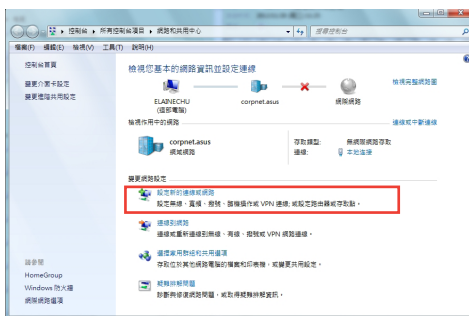 控制台 ▸ 所有控制台項目 ▸ 網路和共用中心
搜尋控制台
檔案(F) 編輯(E) 檢視(V) 工具(T) 說明(H)
控制台首頁
變更介面卡設定
變更進階共用設定
檢視您基本的網路資訊並設定連線
檢視完整網路圖
ELAINECHU
(這部電腦)
corpnet.asus
網際網路
檢視作用中的網路
連線或中斷連線
corpnet.asus
網域網路
存取類型: 無網際網路存取
連線: 本地連接
變更網路設定
設定新的連線或網路
設定無線、寬頻、撥號、臨機操作或 VPN 連線; 或設定路由器或存取點。
連線到網路
連線或重新連線到無線、有線、撥號或 VPN 網路連線。
選擇家用群組和共用選項
存取位於其他網路電腦的檔案和印表機，或變更共用設定。
疑難排解問題
診斷與修復網路問題，或取得疑難排解資訊。
請參閱
HomeGroup
Windows 防火牆
網際網路選項